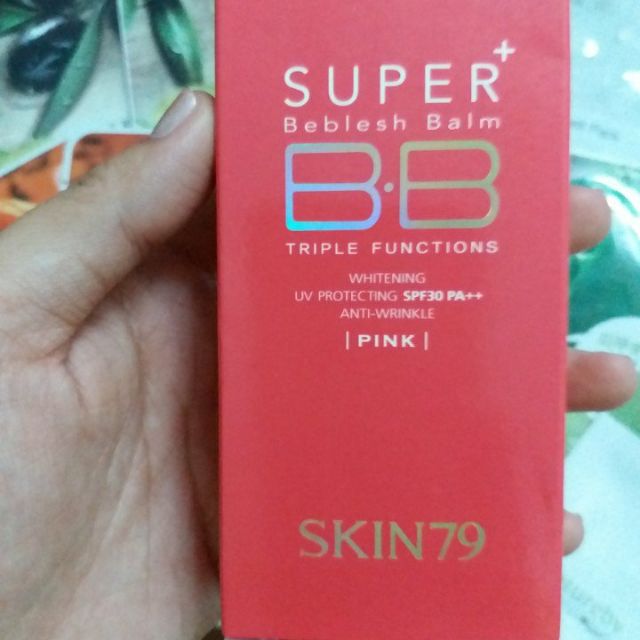 SUPER+
Beblesh Balm
B·B
TRIPLE FUNCTIONS
WHITENING
UV PROTECTING SPF30 PA++
ANTI-WRINKLE
| PINK |
SKIN79